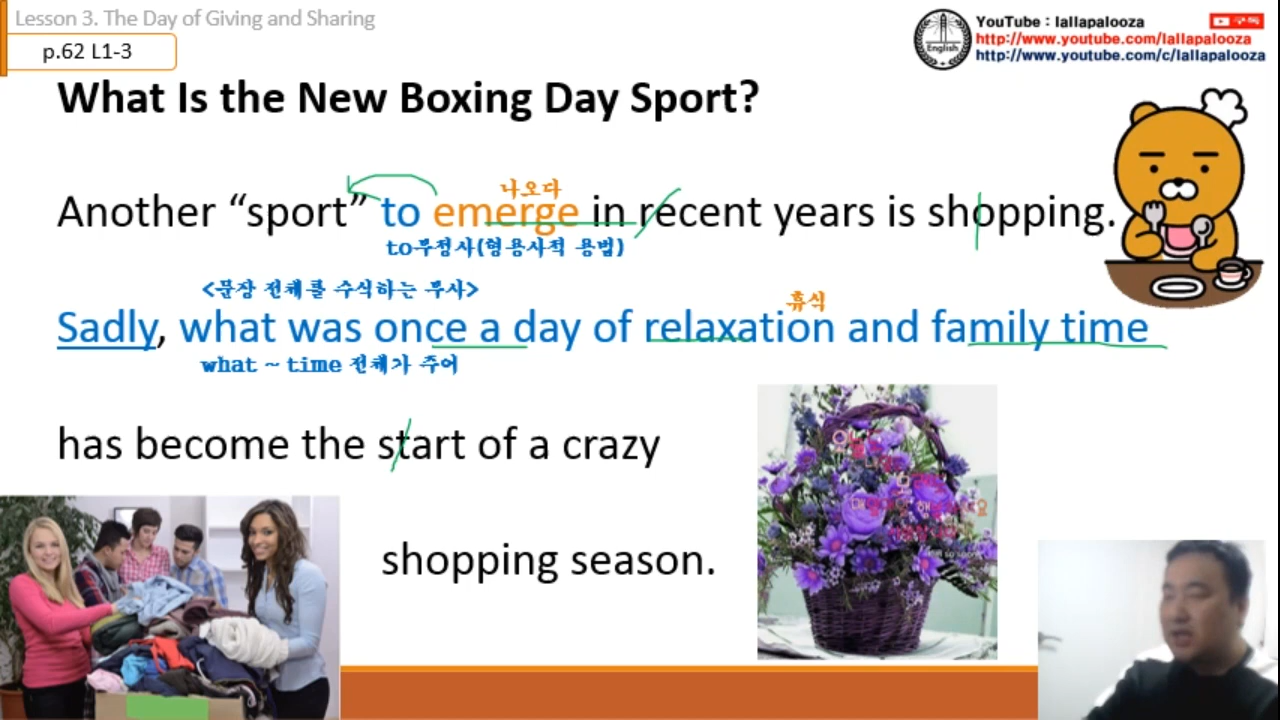 Lesson 3. The Day of Giving and Sharing
p.62 L1-3
English
YouTube : lallapalooza
구독
http://www.youtube.com/lallapalooza
http://www.youtube.com/c/lallapalooza
What Is the New Boxing Day Sport?
나오다
Another “sport” to emerge in recent years is shopping.
to부정사(형용사적 용법)
<문장 전체를 수식하는 부사>
휴식
Sadly, what was once a day of relaxation and family time
what ~ time 전체가 주어
has become the start of a crazy
shopping season.